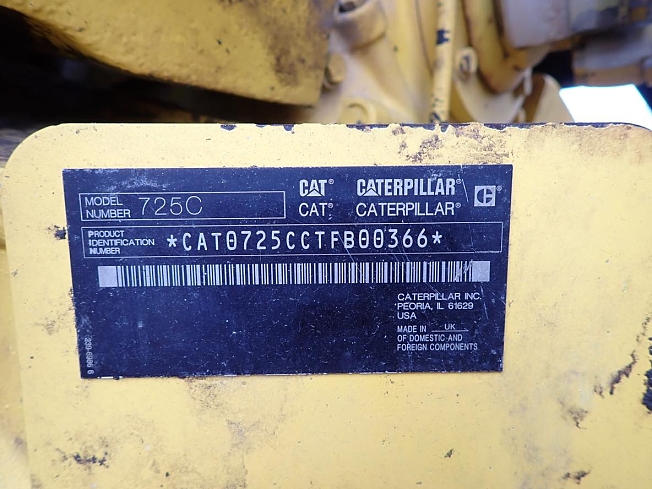 MODEL NUMBER 725C
CAT® CATERPILLAR®
CAT® CATERPILLAR®
PRODUCT IDENTIFICATION NUMBER *CAT0725CCTFB00366*
CATERPILLAR INC.
PEORIA, IL 61629
USA
MADE IN UK
OF DOMESTIC AND
FOREIGN COMPONENTS